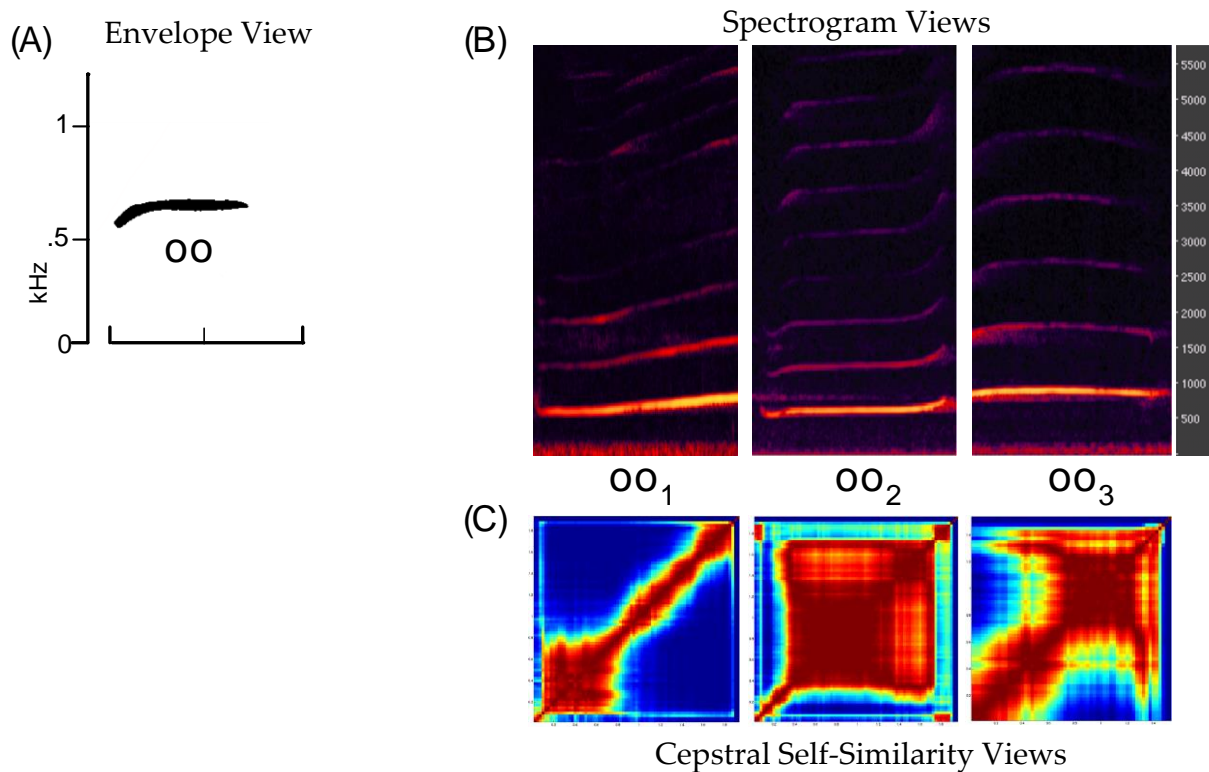 (A) Envelope View
1
.5
0
kHz
oo
(B)
Spectrogram Views
5500
5000
4500
4000
3500
3000
2500
2000
1500
1000
500
oo₁ oo₂ oo₃
(C)
Cepstral Self-Similarity Views